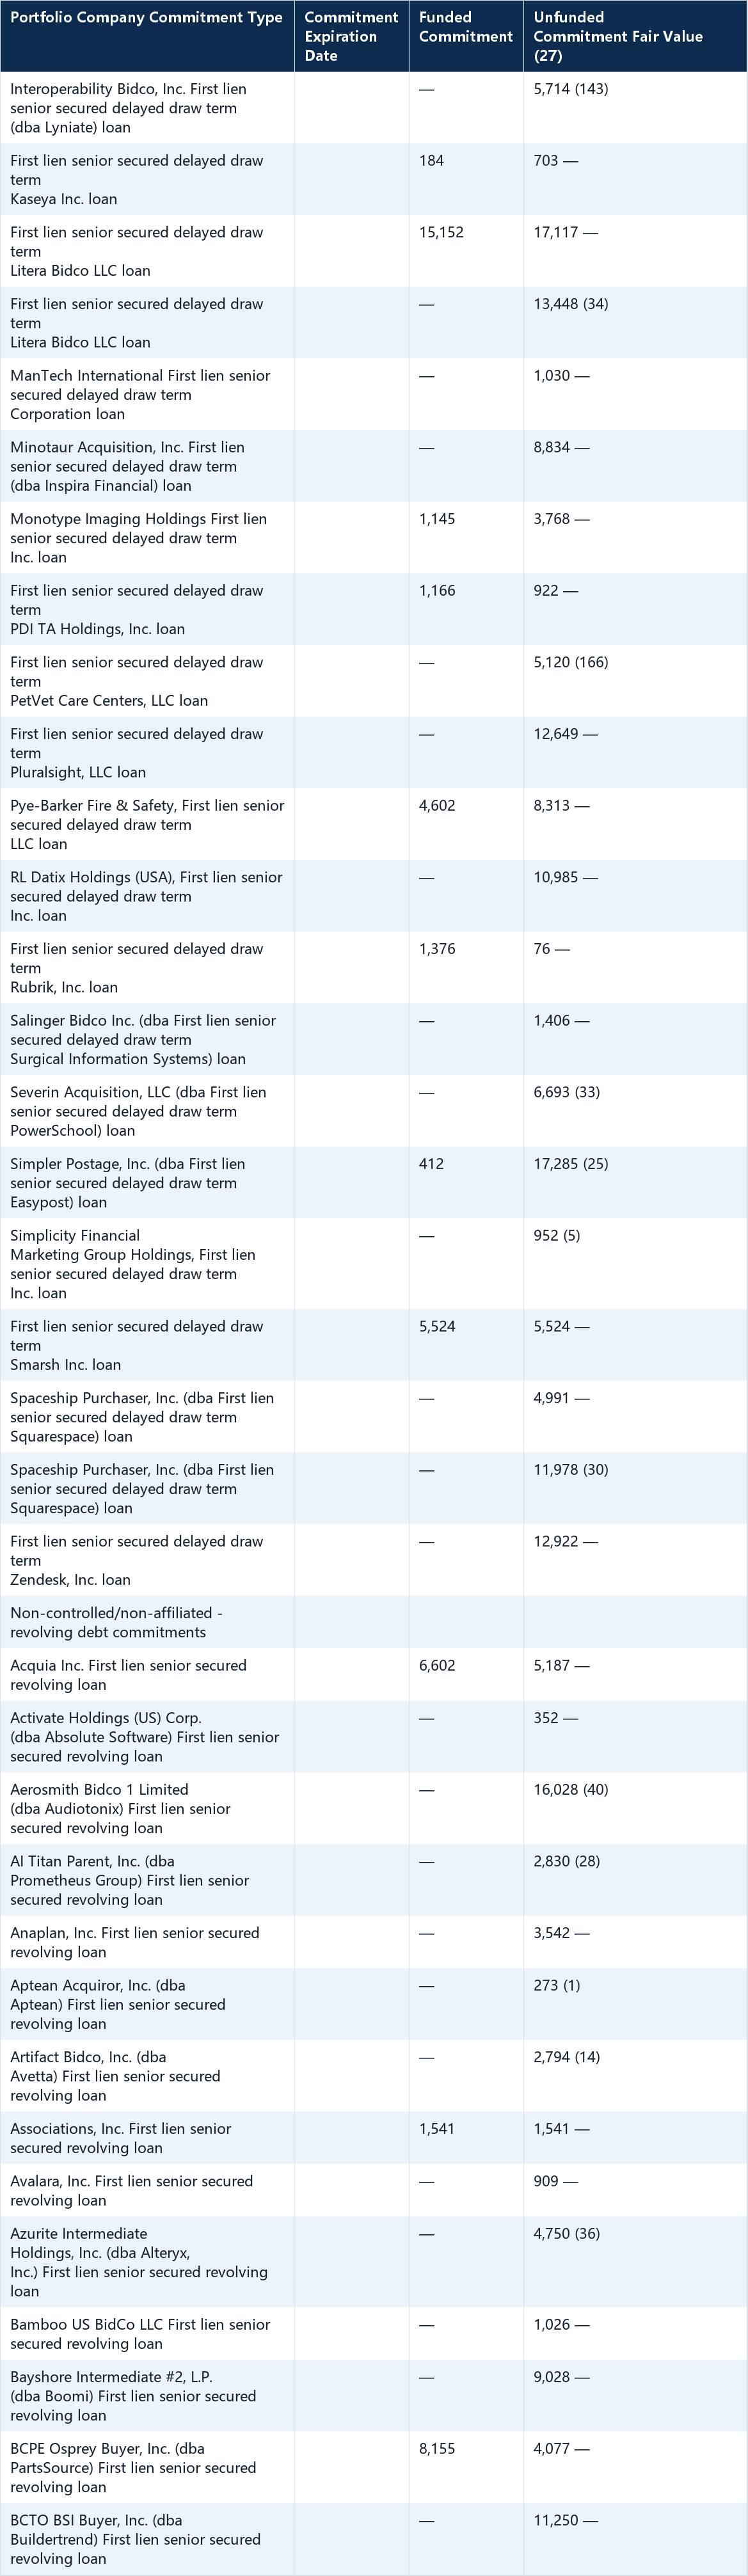 Portfolio Company Commitment Type
Commitment
Expiration
Date
Funded
Commitment
Unfunded
Commitment Fair Value
(27)
Interoperability Bidco, Inc. First lien
senior secured delayed draw term
(dba Lyniate) loan
—
5,714 (143)
First lien senior secured delayed draw
term
Kaseya Inc. loan
184
703 —
First lien senior secured delayed draw
term
Litera Bidco LLC loan
15,152
17,117 —
First lien senior secured delayed draw
term
Litera Bidco LLC loan
—
13,448 (34)
ManTech International First lien senior
secured delayed draw term
Corporation loan
—
1,030 —
Minotaur Acquisition, Inc. First lien
senior secured delayed draw term
(dba Inspira Financial) loan
—
8,834 —
Monotype Imaging Holdings First lien
senior secured delayed draw term
Inc. loan
1,145
3,768 —
First lien senior secured delayed draw
term
PDI TA Holdings, Inc. loan
1,166
922 —
First lien senior secured delayed draw
term
PetVet Care Centers, LLC loan
—
5,120 (166)
First lien senior secured delayed draw
term
Pluralsight, LLC loan
—
12,649 —
Pye-Barker Fire & Safety, First lien senior
secured delayed draw term
LLC loan
4,602
8,313 —
RL Datix Holdings (USA), First lien senior
secured delayed draw term
Inc. loan
—
10,985 —
First lien senior secured delayed draw
term
Rubrik, Inc. loan
1,376
76 —
Salinger Bidco Inc. (dba First lien senior
secured delayed draw term
Surgical Information Systems) loan
—
1,406 —
Severin Acquisition, LLC (dba First lien
senior secured delayed draw term
PowerSchool) loan
—
6,693 (33)
Simpler Postage, Inc. (dba First lien
senior secured delayed draw term
Easypost) loan
412
17,285 (25)
Simplicity Financial
Marketing Group Holdings, First lien
senior secured delayed draw term
Inc. loan
—
952 (5)
First lien senior secured delayed draw
term
Smarsh Inc. loan
5,524
5,524 —
Spaceship Purchaser, Inc. (dba First lien
senior secured delayed draw term
Squarespace) loan
—
4,991 —
Spaceship Purchaser, Inc. (dba First lien
senior secured delayed draw term
Squarespace) loan
—
11,978 (30)
First lien senior secured delayed draw
term
Zendesk, Inc. loan
—
12,922 —
Non-controlled/non-affiliated -
revolving debt commitments
Acquia Inc. First lien senior secured
revolving loan
6,602
5,187 —
Activate Holdings (US) Corp.
(dba Absolute Software) First lien senior
secured revolving loan
—
352 —
Aerosmith Bidco 1 Limited
(dba Audiotonix) First lien senior
secured revolving loan
—
16,028 (40)
AI Titan Parent, Inc. (dba
Prometheus Group) First lien senior
secured revolving loan
—
2,830 (28)
Anaplan, Inc. First lien senior secured
revolving loan
—
3,542 —
Aptean Acquiror, Inc. (dba
Aptean) First lien senior secured
revolving loan
—
273 (1)
Artifact Bidco, Inc. (dba
Avetta) First lien senior secured
revolving loan
—
2,794 (14)
Associations, Inc. First lien senior
secured revolving loan
1,541
1,541 —
Avalara, Inc. First lien senior secured
revolving loan
—
909 —
Azurite Intermediate
Holdings, Inc. (dba Alteryx,
Inc.) First lien senior secured revolving
loan
—
4,750 (36)
Bamboo US BidCo LLC First lien senior
secured revolving loan
—
1,026 —
Bayshore Intermediate #2, L.P.
(dba Boomi) First lien senior secured
revolving loan
—
9,028 —
BCPE Osprey Buyer, Inc. (dba
PartsSource) First lien senior secured
revolving loan
8,155
4,077 —
BCTO BSI Buyer, Inc. (dba
Buildertrend) First lien senior secured
revolving loan
—
11,250 —